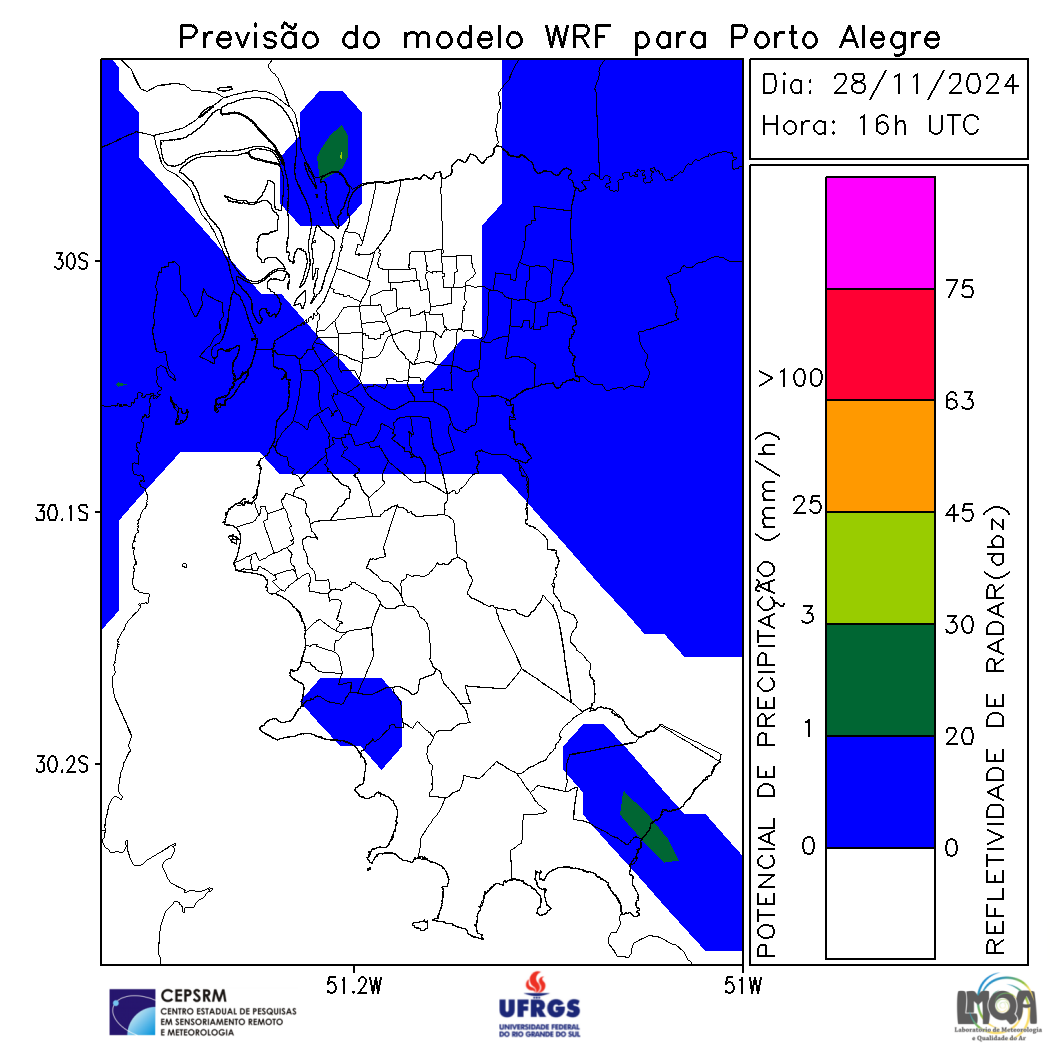 Previsão do modelo WRF para Porto Alegre
Dia: 28/11/2024
Hora: 16h UTC
30S
30.1S
30.2S
51.2W
51W
POTENCIAL DE PRECIPITAÇÃO (mm/h)
>100
25
3
1
0
75
63
45
30
20
0
REFLETIVIDADE DE RADAR(dbz)
CEPSRM
CENTRO ESTADUAL DE PESQUISAS
EM SENSORIAMENTO REMOTO
E METEOROLOGIA
UFRGS
UNIVERSIDADE FEDERAL
DO RIO GRANDE DO SUL
LMQA
Laboratório de Meteorologia
e Qualidade do Ar